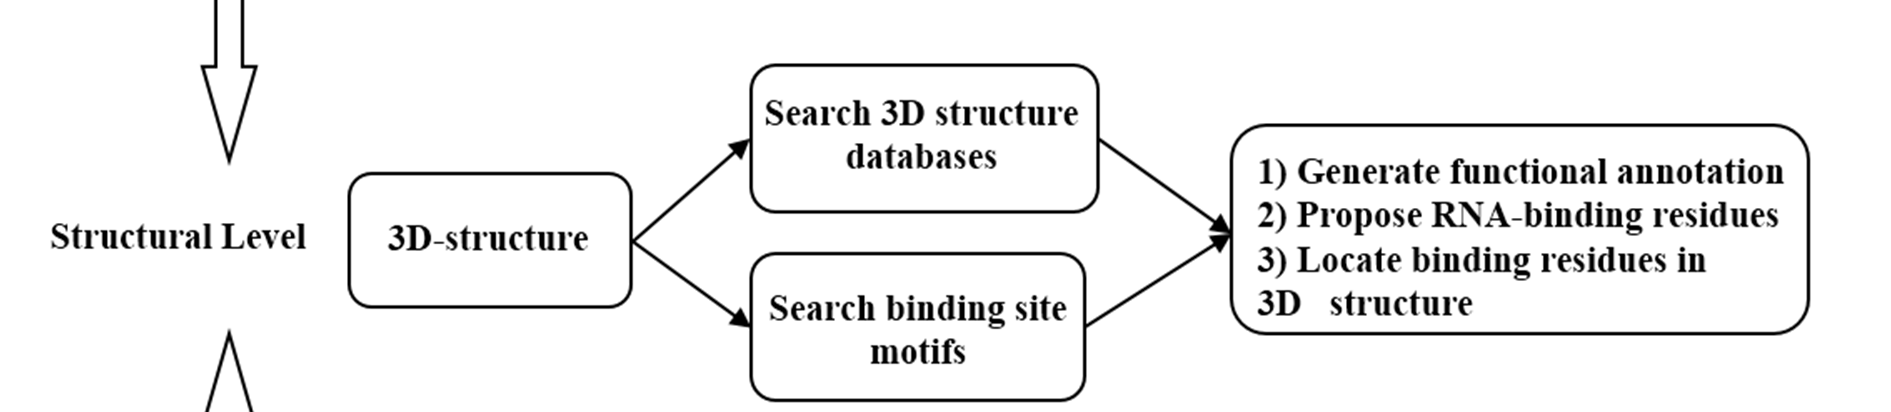 Structural Level
3D-structure
Search 3D structure
databases
Search binding site
motifs
1) Generate functional annotation
2) Propose RNA-binding residues
3) Locate binding residues in
3D structure